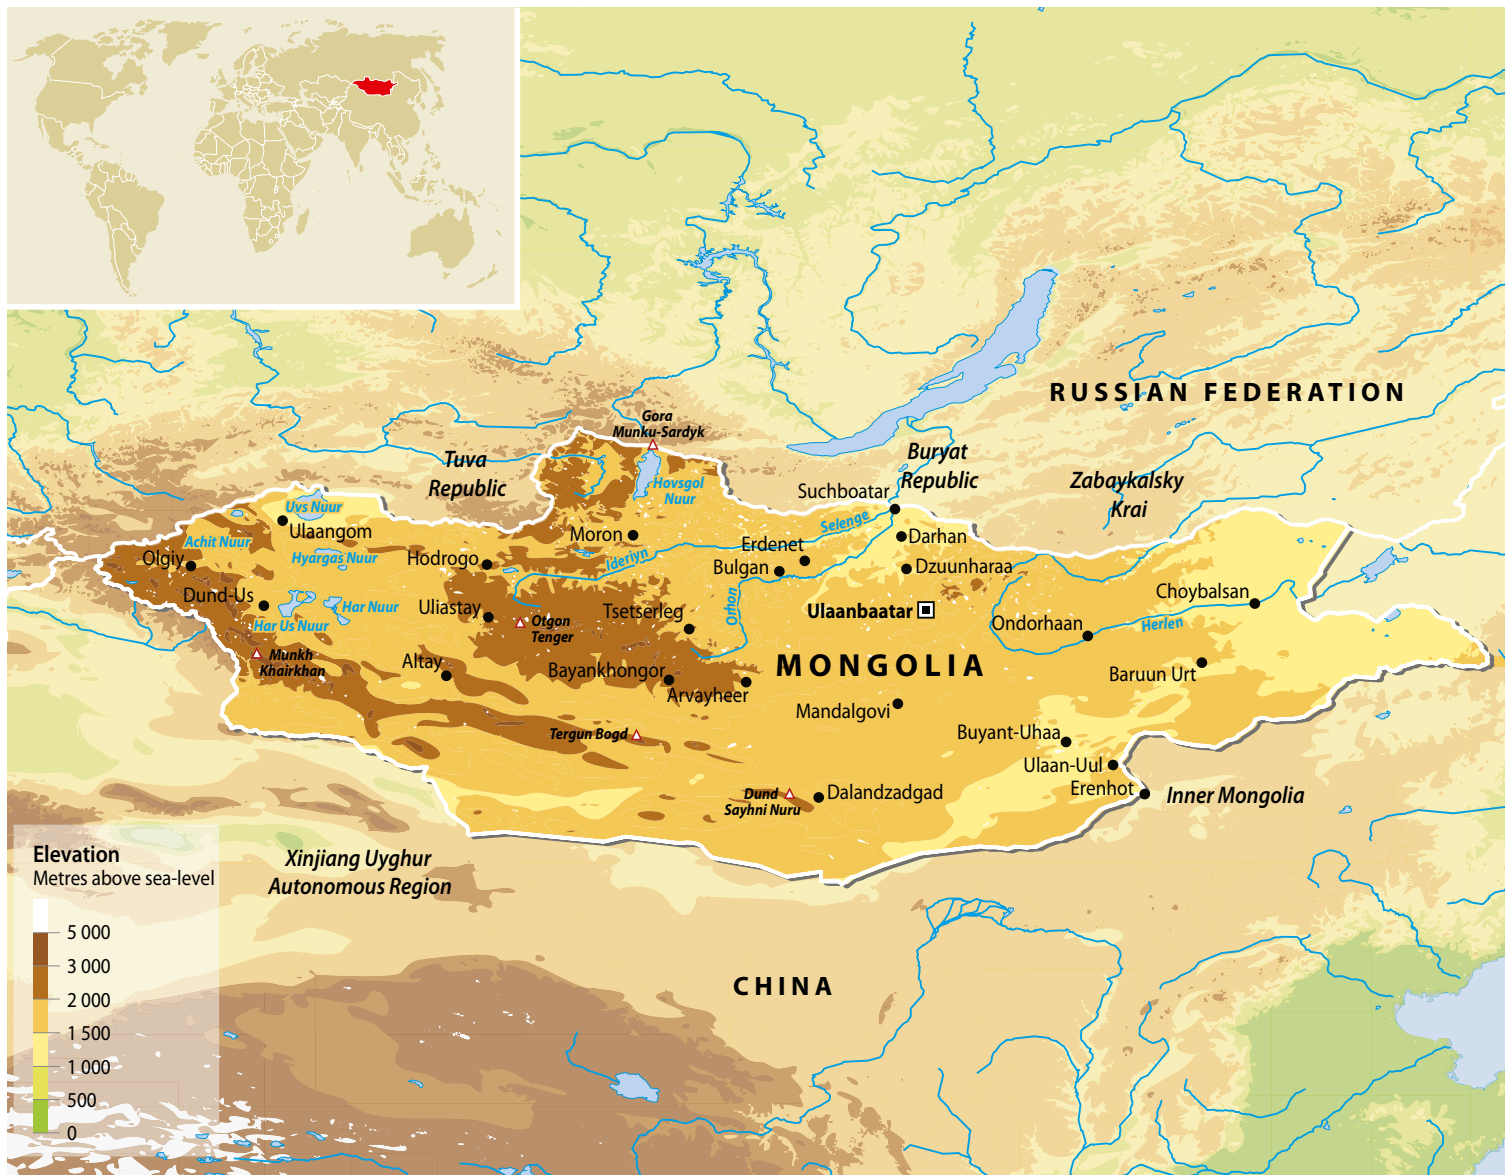 RUSSIAN FEDERATION
Gora
Munku-Sardyk
Tuva
Republic
Buryat
Republic
Zabaykalsky
Krai
Hovsgol
Nuur
Suchboatar
Uvs Nuur
Ulaangom
Achit Nuur
Hyargas Nuur
Olgiy
Hodrogo
Moron
Ideriyn
Selenge
Darhan
Erdenet
Bulgan
Dzuunharaa
Dund-Us
Har Nuur
Har Us Nuur
Uliastay
Otgon
Tenger
Tsetserleg
Orhon
Ulaanbaatar
Choybalsan
Ondorhaan
Herlen
Munkh
Khairkhan
Altay
Bayankhongor
Arvayheer
MONGOLIA
Baruun Urt
Mandalgovi
Tergun Bogd
Buyant-Uhaa
Ulaan-Uul
Erenhot
Inner Mongolia
Dund
Sayhni Nuru
Dalandzadgad
Xinjiang Uyghur
Autonomous Region
CHINA
Elevation
Metres above sea-level
5 000
3 000
2 000
1 500
1 000
500
0